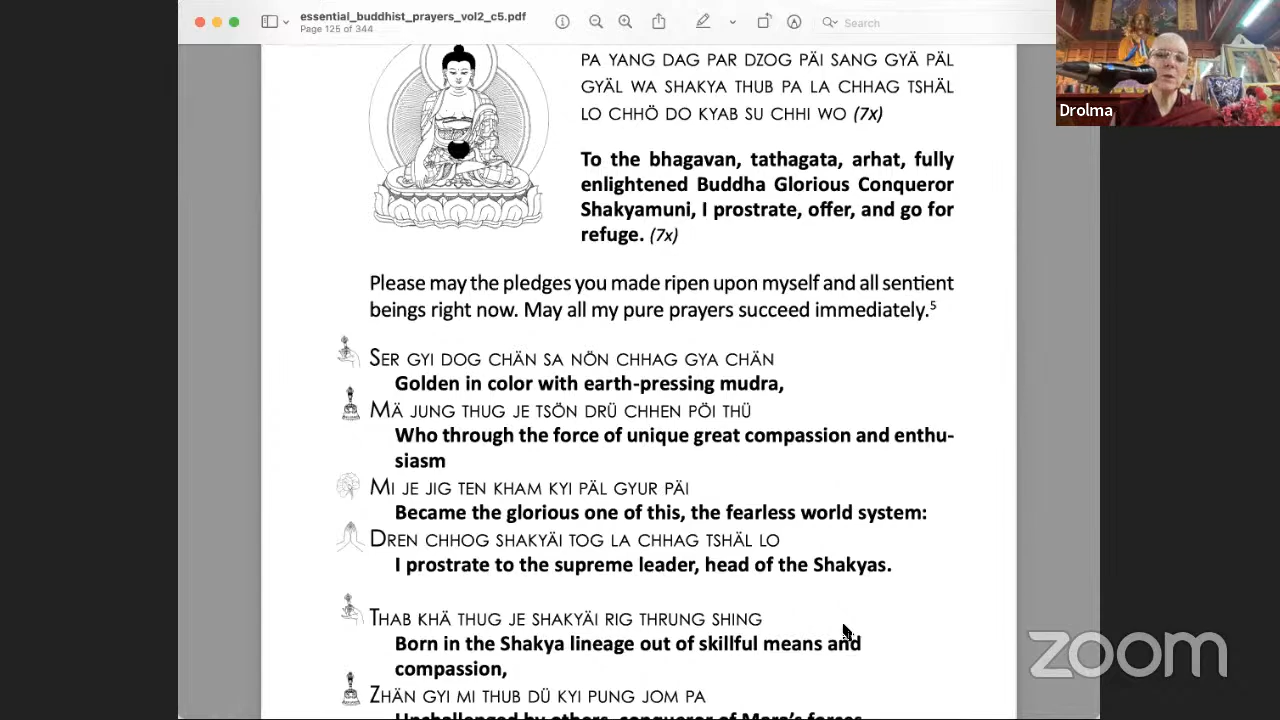 essential_buddhist_prayers_vol2_c5.pdf
Page 125 of 344
Search
Drolma
PA YANG DAG PAR DZOG PÄI SANG GYÄ PÄL
GYÄL WA SHAKYA THUB PA LA CHHAG TSHÄL
LO CHHÖ DO KYAB SU CHHI WO (7x)
To the bhagavan, tathagata, arhat, fully
enlightened Buddha Glorious Conqueror
Shakyamuni, I prostrate, offer, and go for
refuge. (7x)
Please may the pledges you made ripen upon myself and all sentient
beings right now. May all my pure prayers succeed immediately.⁵
SER GYI DOG CHÄN SA NÖN CHHAG GYA CHÄN
Golden in color with earth-pressing mudra,
MÄ JUNG THUG JE TSÖN DRÜ CHHEN PÖI THÜ
Who through the force of unique great compassion and enthu-
siasm
MI JE JIG TEN KHAM KYI PÄL GYUR PÄI
Became the glorious one of this, the fearless world system:
DREN CHHOG SHAKYÄI TOG LA CHHAG TSHÄL LO
I prostrate to the supreme leader, head of the Shakyas.
THAB KHÄ THUG JE SHAKYÄI RIG THRUNG SHING
Born in the Shakya lineage out of skillful means and
compassion,
ZHÄN GYI MI THUB DÜ KYI PUNG JOM PA
Unchallenged by others, conqueror of Mara's forces
zoom